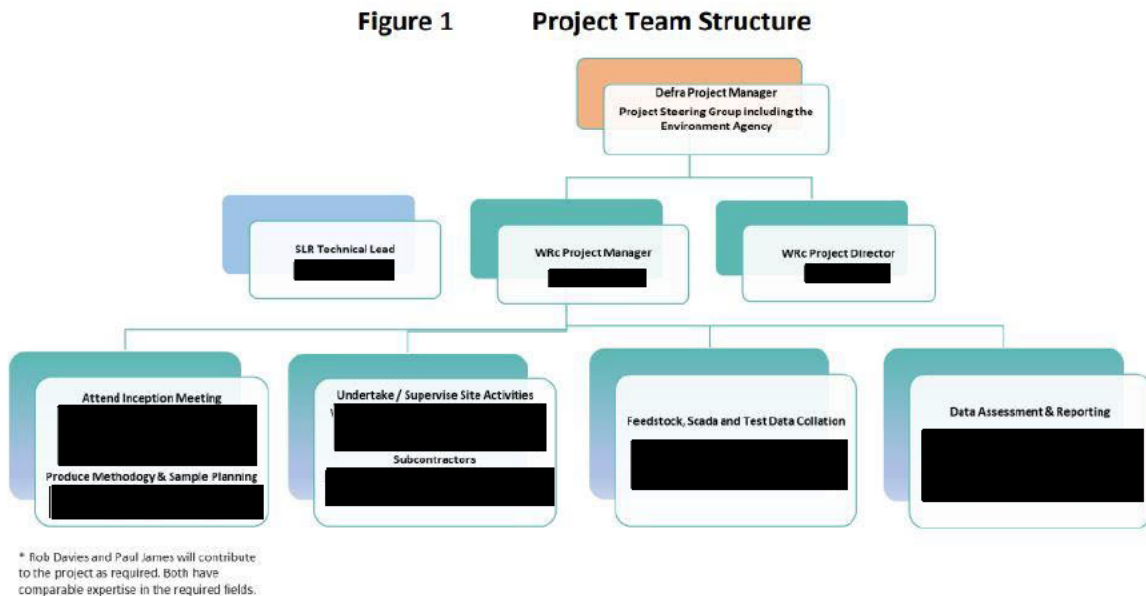 Figure 1 Project Team Structure
Defra Project Manager
Project Steering Group including the
Environment Agency
SLR Technical Lead
WRc Project Manager
WRc Project Director
Attend Inception Meeting
Produce Methodogy & Sample Planning
Undertake / Supervise Site Activities
Subcontractors
Feedstock, Scada and Test Data Collation
Data Assessment & Reporting
* Rob Davies and Paul James will contribute
to the project as required. Both have
comparable expertise in the required fields.